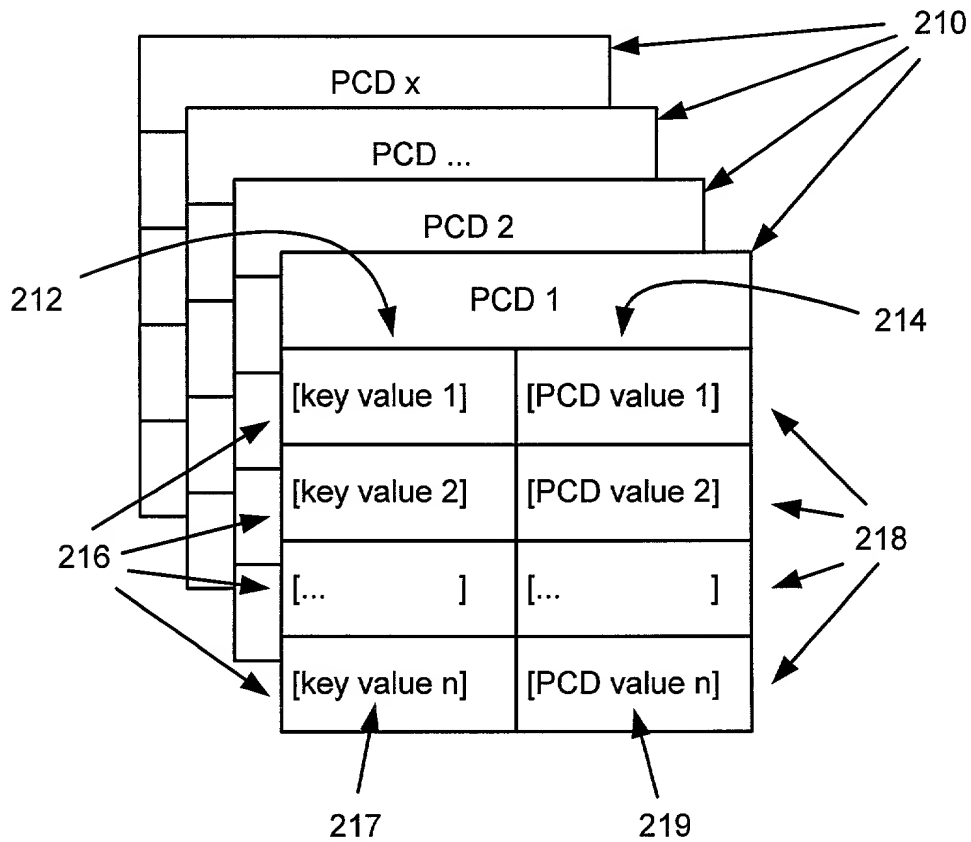 210
PCD x
PCD ...
PCD 2
212
PCD 1
214
[key value 1] [PCD value 1]
[key value 2] [PCD value 2]
216
218
[... ] [... ]
[key value n] [PCD value n]
217
219